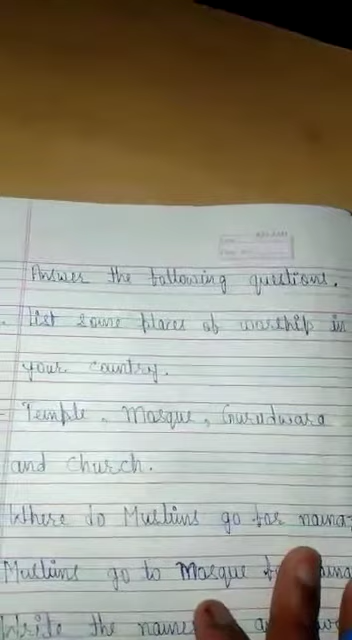 Answer the following questions.
List some places of worship in
your country.
Temple, Mosque, Gurudwara
and Church.
Where do Muslims go for
Muslims go to Mosque
Write the names